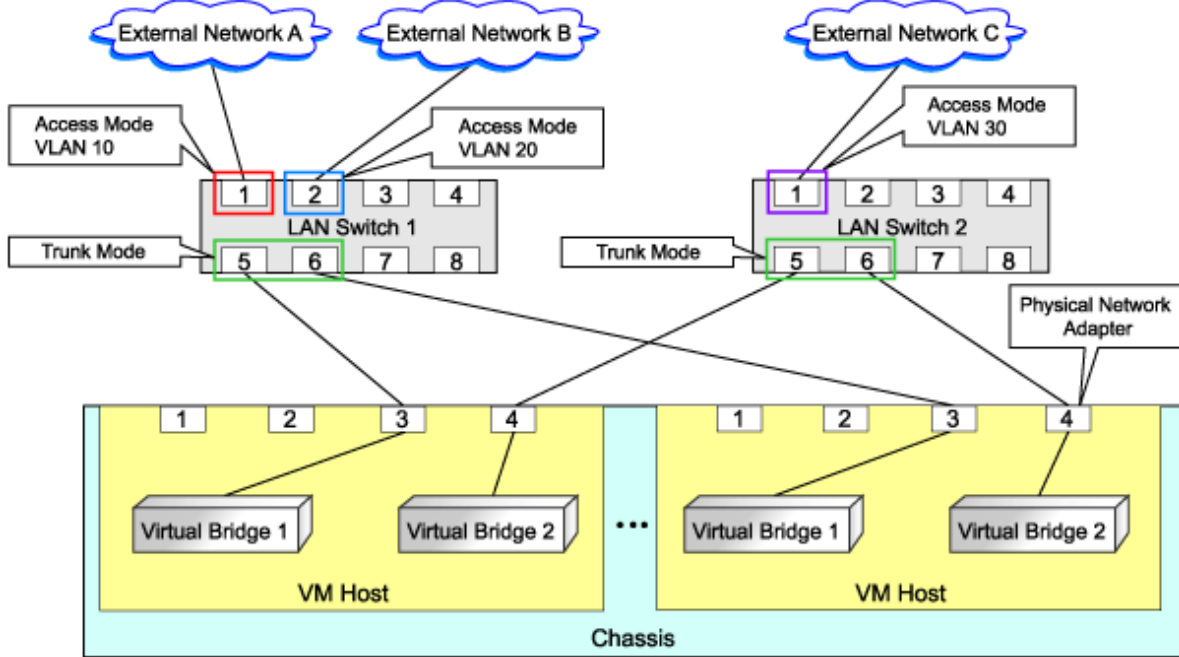 External Network A
External Network B
External Network C
Access Mode
VLAN 10
Access Mode
VLAN 20
Access Mode
VLAN 30
1 2 3 4
LAN Switch 1
5 6 7 8
Trunk Mode
1 2 3 4
LAN Switch 2
5 6 7 8
Trunk Mode
Physical Network
Adapter
1 2 3 4
Virtual Bridge 1
Virtual Bridge 2
VM Host
...
1 2 3 4
Virtual Bridge 1
Virtual Bridge 2
VM Host
Chassis